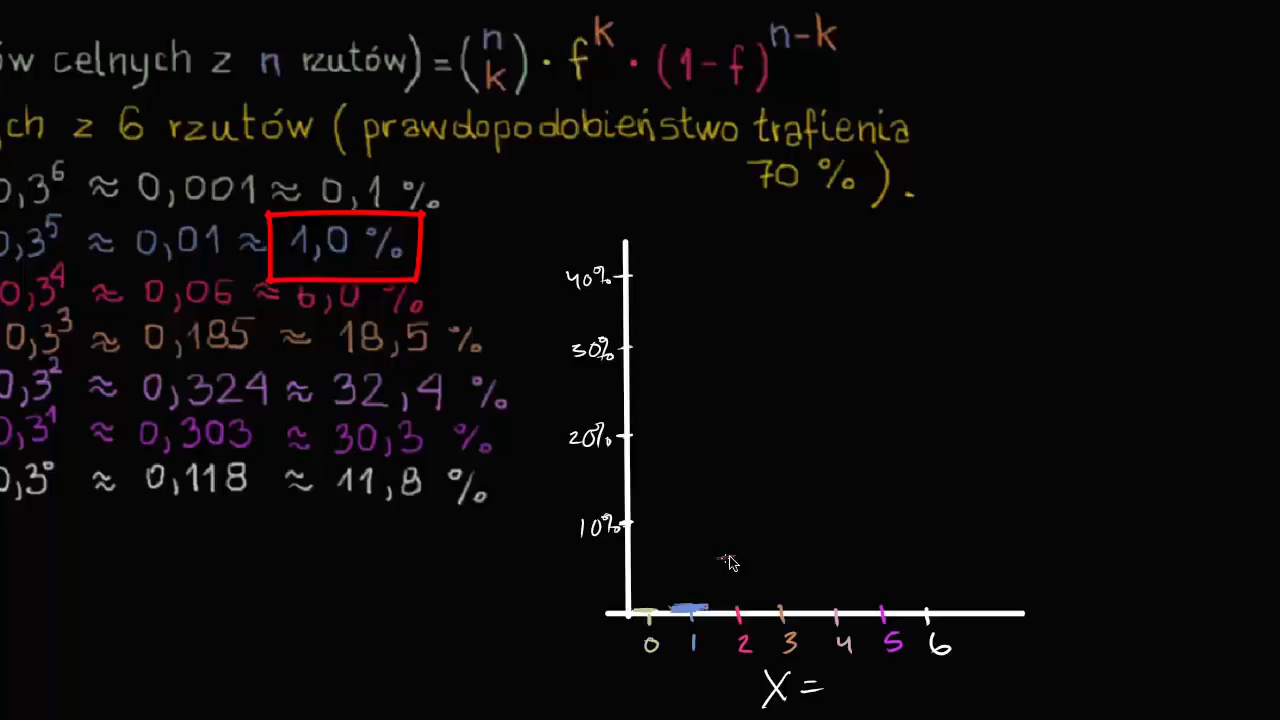 ów celnych z n rzutów) = (n k) · f^k · (1-f)^n-k
ych z 6 rzutów (prawdopodobieństwo trafienia
70 %).
0,3^6 ≈ 0,001 ≈ 0,1 %
0,3^5 ≈ 0,01 ≈ 1,0 %
0,3^4 ≈ 0,06 ≈ 6,0 %
0,3^3 ≈ 0,185 ≈ 18,5 %
0,3^2 ≈ 0,324 ≈ 32,4 %
0,3^1 ≈ 0,303 ≈ 30,3 %
0,3^0 ≈ 0,118 ≈ 11,8 %
40%
30%
20%
10%
0 1 2 3 4 5 6
X =